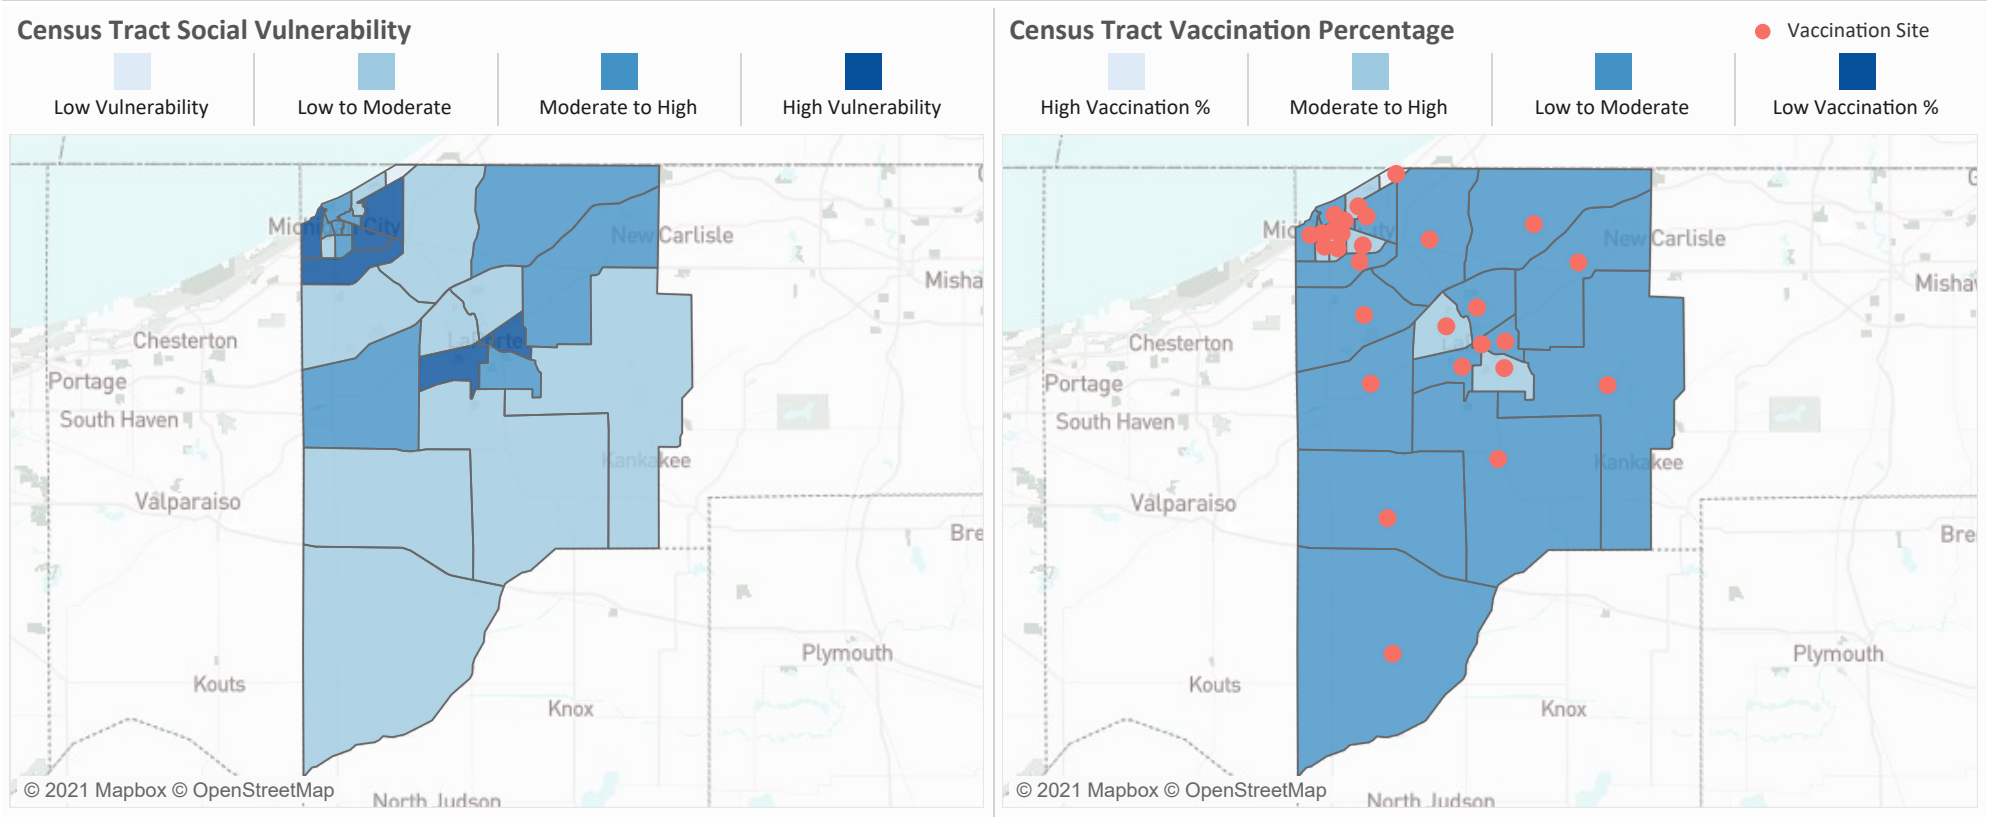 Census Tract Social Vulnerability
Low Vulnerability
Low to Moderate
Moderate to High
High Vulnerability
New Carlisle
Chesterton
Portage
South Haven
Kankakee
Valparaiso
Bre
Plymouth
Kouts
Knox
North Judson
© 2021 Mapbox © OpenStreetMap
Census Tract Vaccination Percentage
Vaccination Site
High Vaccination %
Moderate to High
Low to Moderate
Low Vaccination %
New Carlisle
Chesterton
Portage
South Haven
Kankakee
Valparaiso
Bre
Plymouth
Kouts
Knox
North Judson
© 2021 Mapbox © OpenStreetMap